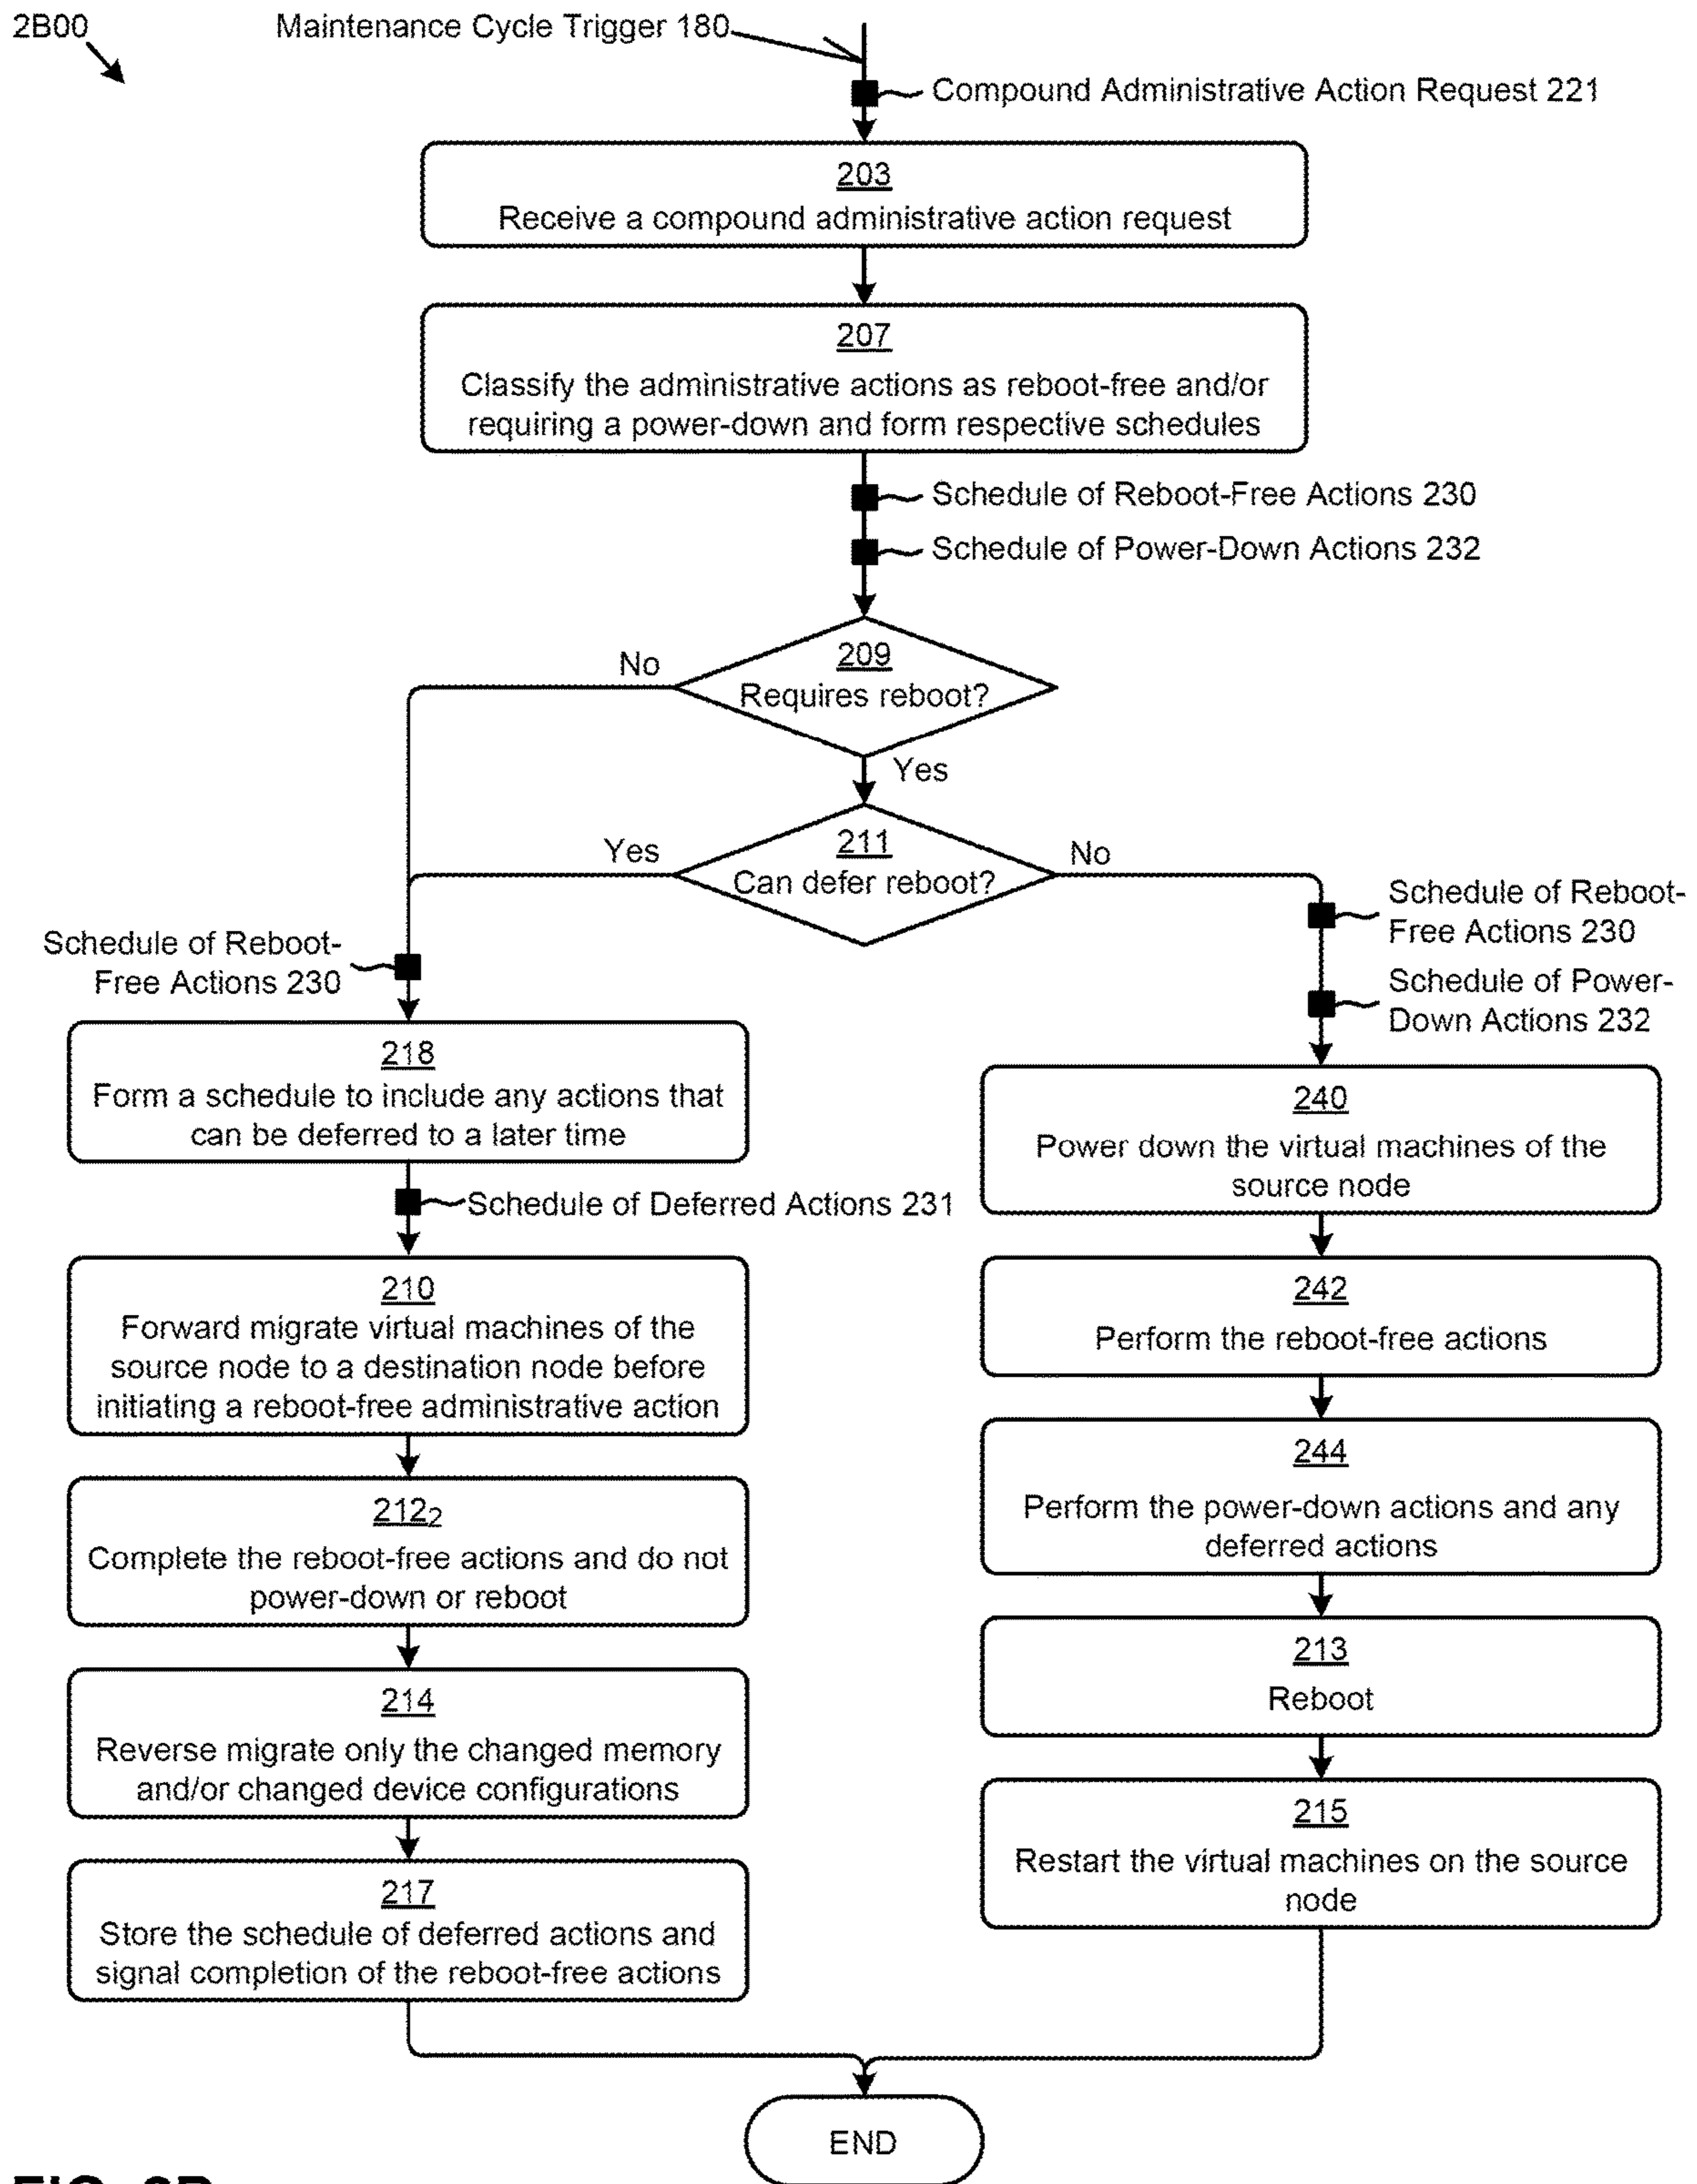 2B00
Maintenance Cycle Trigger 180
Compound Administrative Action Request 221
203
Receive a compound administrative action request
207
Classify the administrative actions as reboot-free and/or
requiring a power-down and form respective schedules
Schedule of Reboot-Free Actions 230
Schedule of Power-Down Actions 232
209
Requires reboot?
No
Yes
211
Can defer reboot?
Yes
No
Schedule of Reboot-
Free Actions 230
Schedule of Reboot-
Free Actions 230
Schedule of Power-
Down Actions 232
218
Form a schedule to include any actions that
can be deferred to a later time
Schedule of Deferred Actions 231
210
Forward migrate virtual machines of the
source node to a destination node before
initiating a reboot-free administrative action
212₂
Complete the reboot-free actions and do not
power-down or reboot
214
Reverse migrate only the changed memory
and/or changed device configurations
217
Store the schedule of deferred actions and
signal completion of the reboot-free actions
240
Power down the virtual machines of the
source node
242
Perform the reboot-free actions
244
Perform the power-down actions and any
deferred actions
213
Reboot
215
Restart the virtual machines on the source
node
END